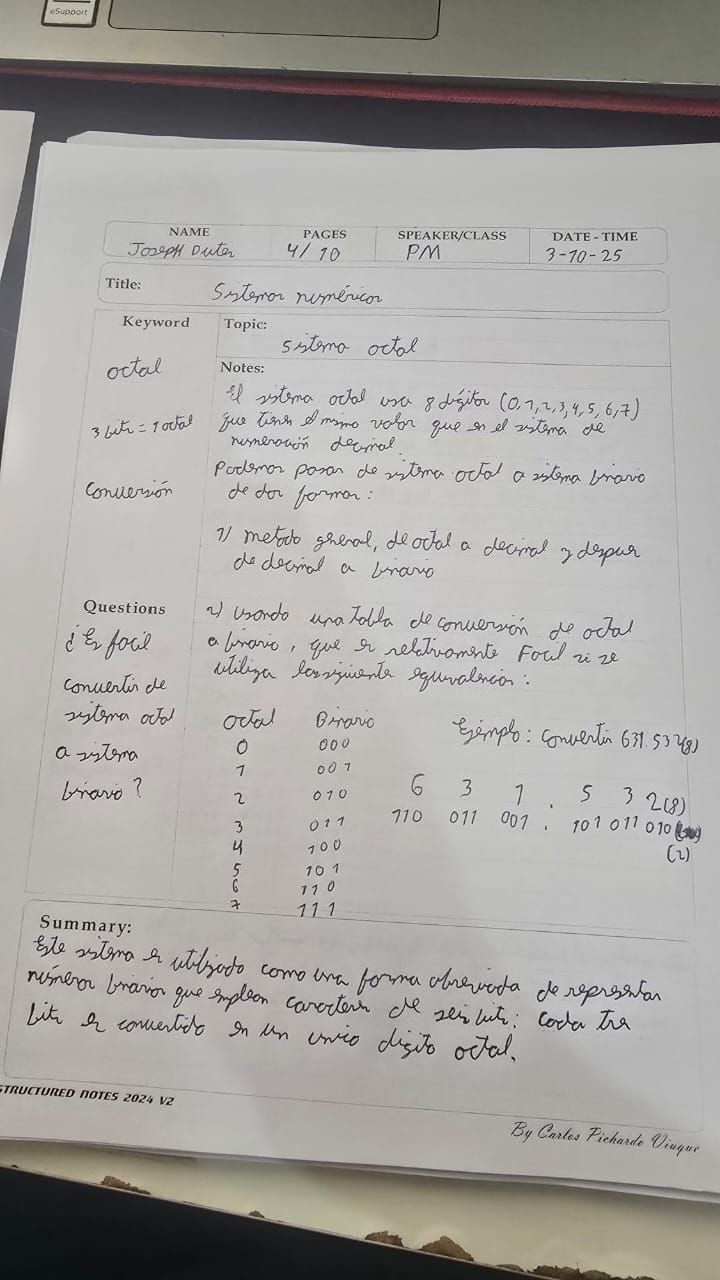 eSupport
NAME PAGES SPEAKER/CLASS DATE - TIME
Joseph 4/10 PM 3-10-25
Title: Sistemas numéricos
Keyword
octal
3 bits = 1 octal
Conversión
Topic:
sistema octal
Notes:
El sistema octal usa 8 dígitos (0,1,2,3,4,5,6,7)
que tienen el mismo valor que en el sistema de
numeración decimal.
Podemos pasar de sistema octal a sistema binario
de dos formas:
1) metodo general, de octal a decimal y despues
de decimal a binario
Questions
¿Es facil
convertir de
sistema octal
a sistema
binario?
2) Usando una tabla de conversión de octal
a binario, que es relativamente Facil si se
utiliza las siguiente equivalencias:
Octal Binario
0 000
1 001
2 010
3 011
4 100
5 101
6 110
7 111
Ejemplo: Convertir 631.532(8)
6 3 1 . 5 3 2(8)
110 011 001 . 101 011 010
(2)
Summary:
Este sistema es utilizado como una forma abreviada de representar
números binarios que emplean caracteres de seis bits: Cada tres
bits es convertido en un unico digito octal.
STRUCTURED NOTES 2024 V2
By Carlos Pichardo Viuque